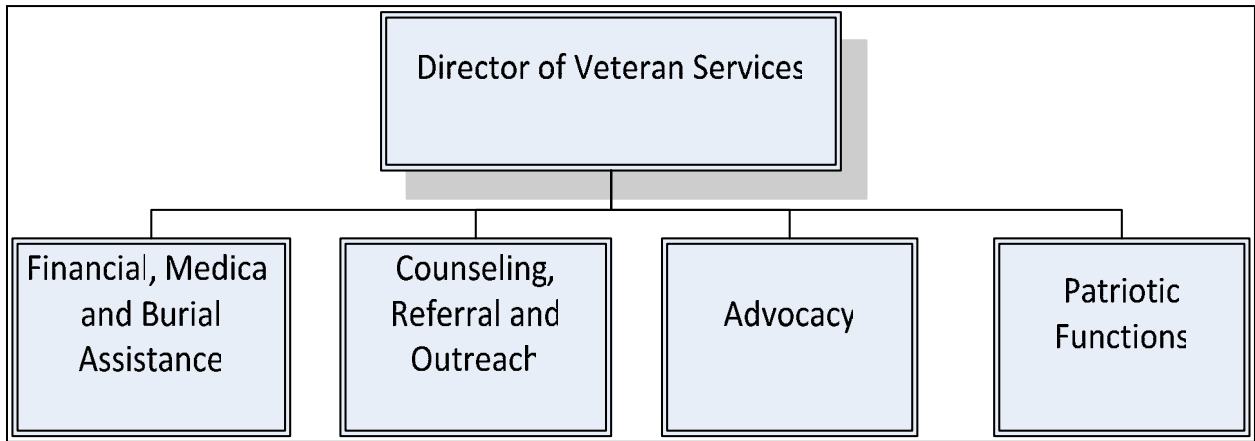 Director of Veteran Services
Financial, Medica
and Burial
Assistance
Counseling,
Referral and
Outreach
Advocacy
Patriotic
Functions